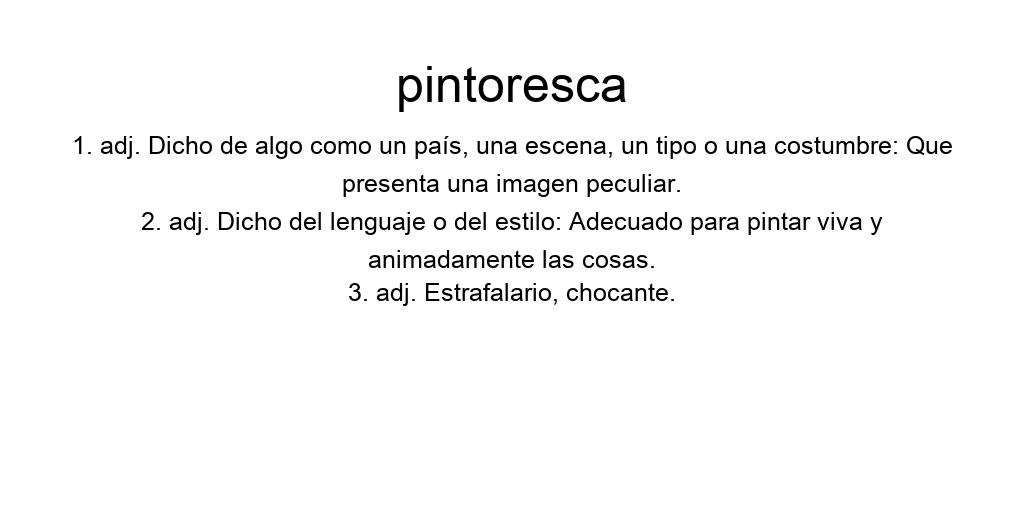 pintoresca
1. adj. Dicho de algo como un país, una escena, un tipo o una costumbre: Que
presenta una imagen peculiar.
2. adj. Dicho del lenguaje o del estilo: Adecuado para pintar viva y
animadamente las cosas.
3. adj. Estrafalario, chocante.